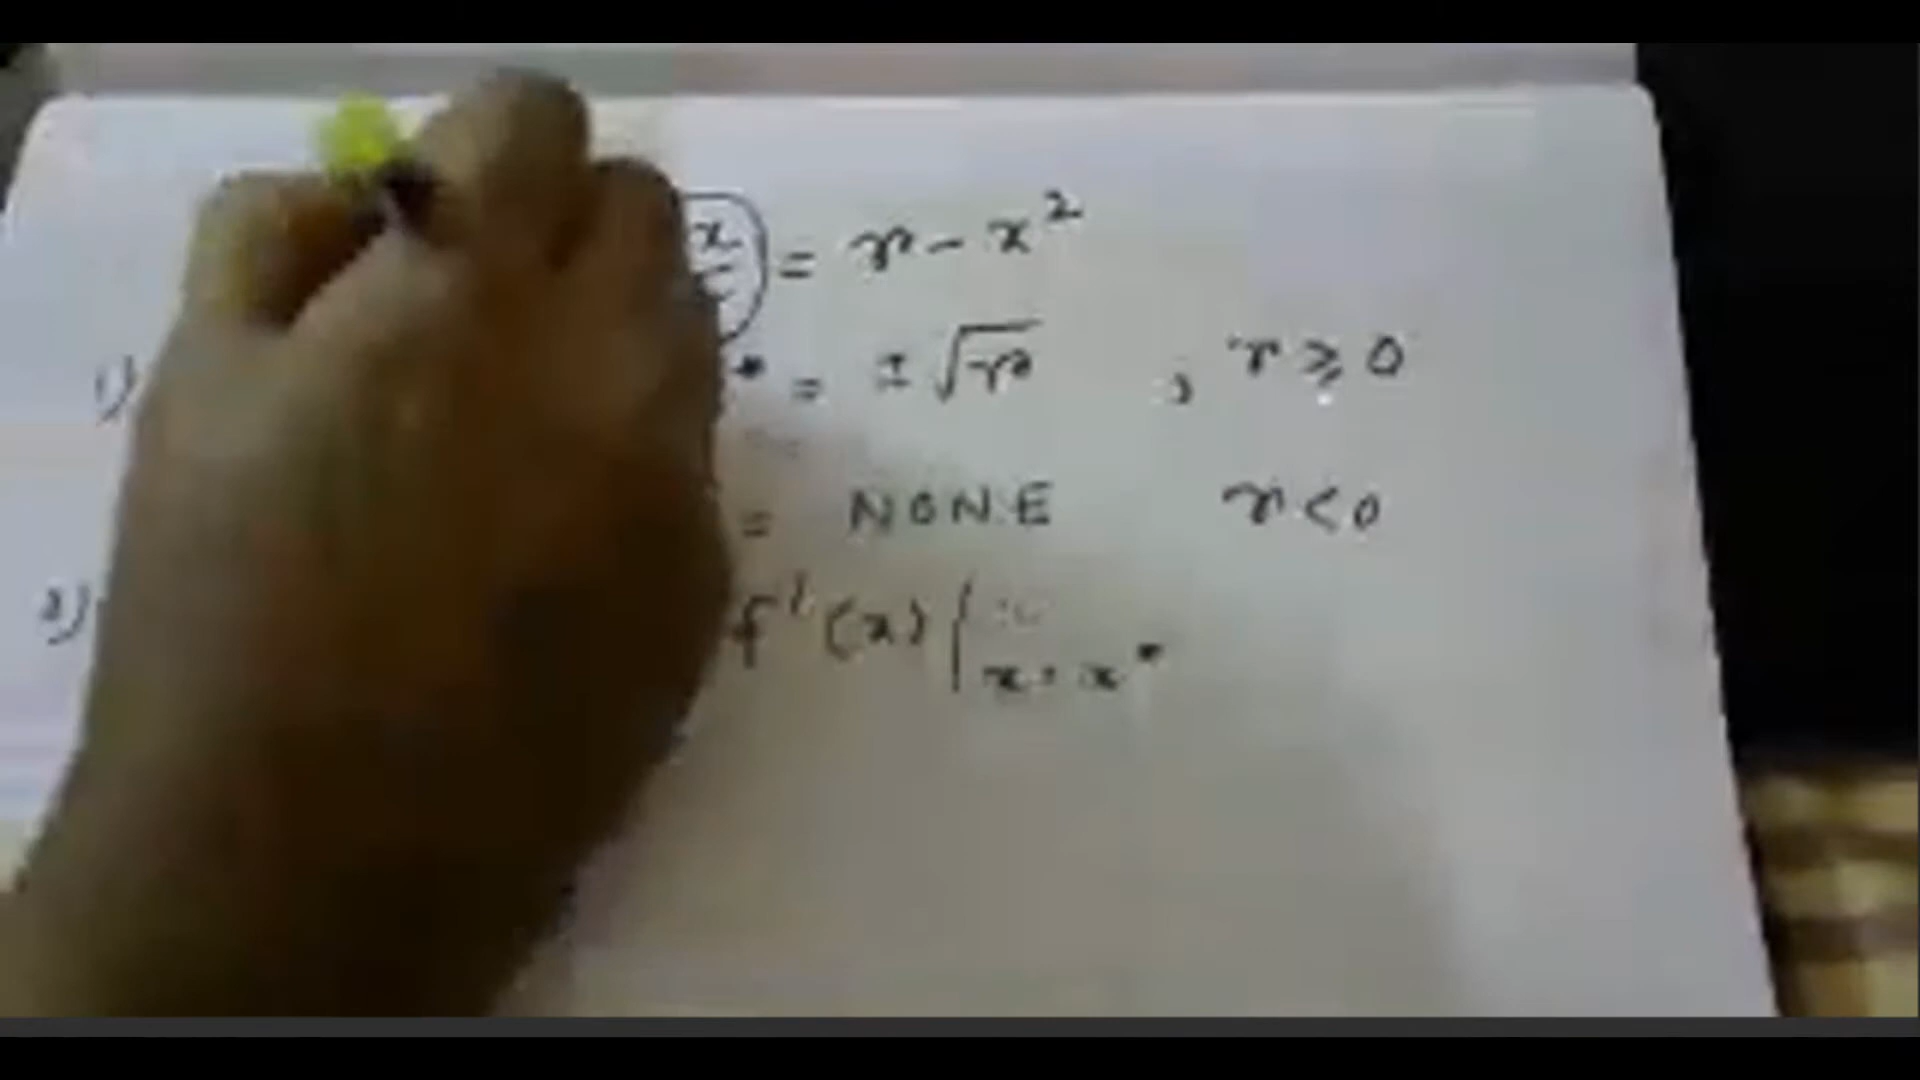 x = r - x²
1) * = ± √r , r ≥ 0
= NONE r < 0
2) f'(x) | x = x*